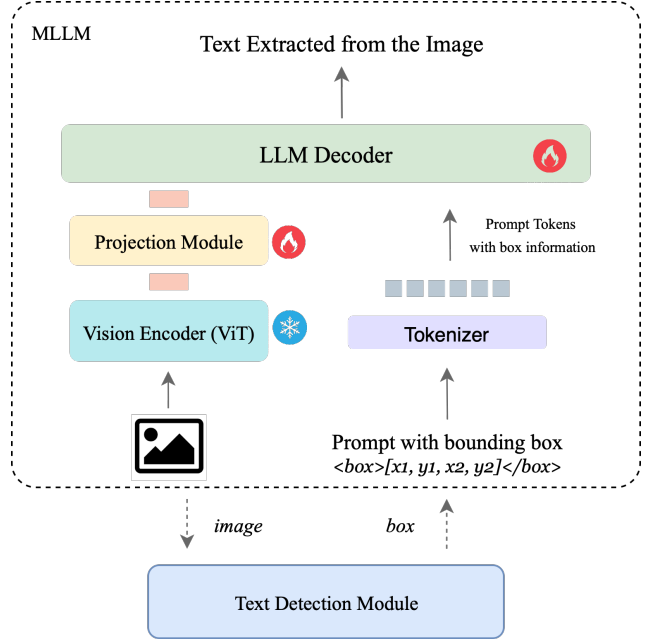 MLLM
Text Extracted from the Image
LLM Decoder
Projection Module
Prompt Tokens
with box information
Vision Encoder (ViT)
Tokenizer
Prompt with bounding box
<box>[x1, y1, x2, y2]</box>
image
box
Text Detection Module